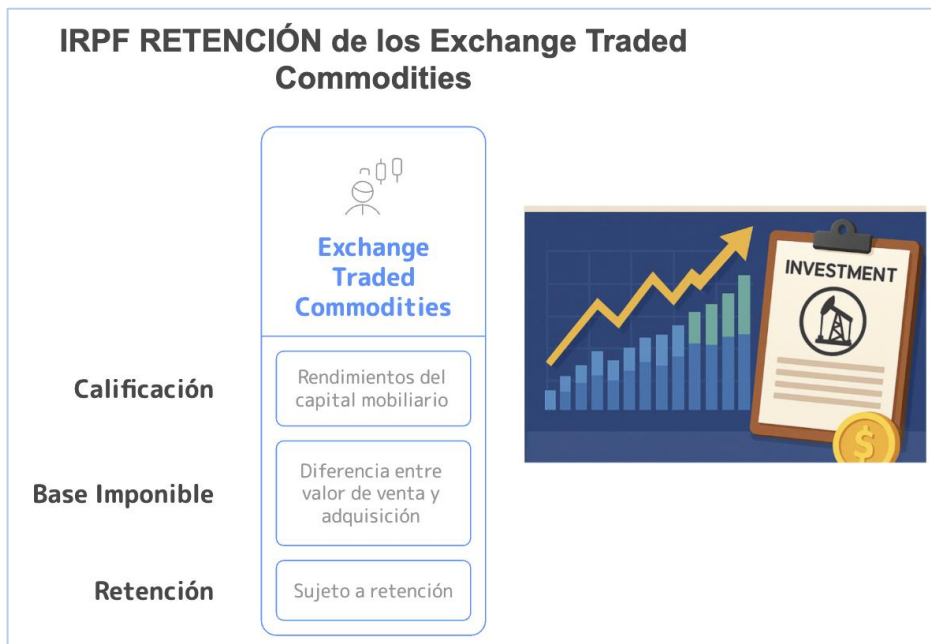 IRPF RETENCIÓN de los Exchange Traded
Commodities
Exchange
Traded
Commodities
Calificación
Rendimientos del
capital mobiliario
Base Imponible
Diferencia entre
valor de venta y
adquisición
Retención
Sujeto a retención
INVESTMENT
$